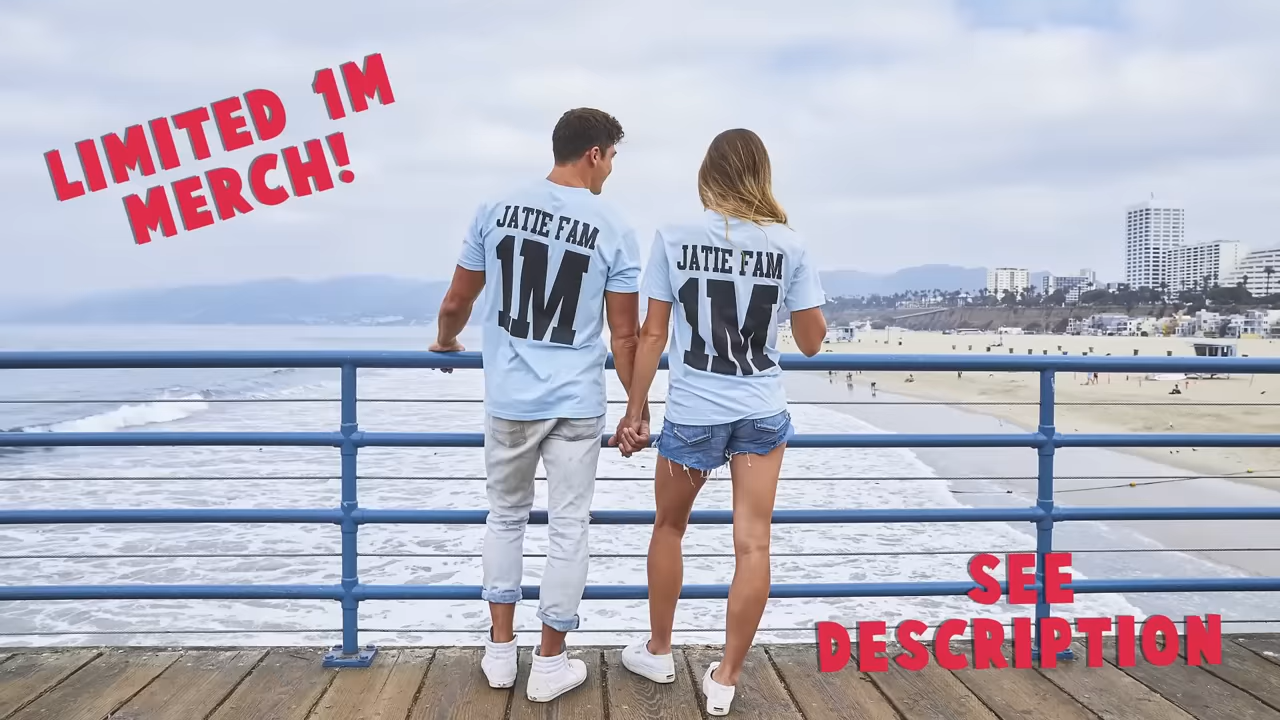 LIMITED 1M
MERCH!
JATIE FAM
1M
JATIE FAM
1M
SEE
DESCRIPTION